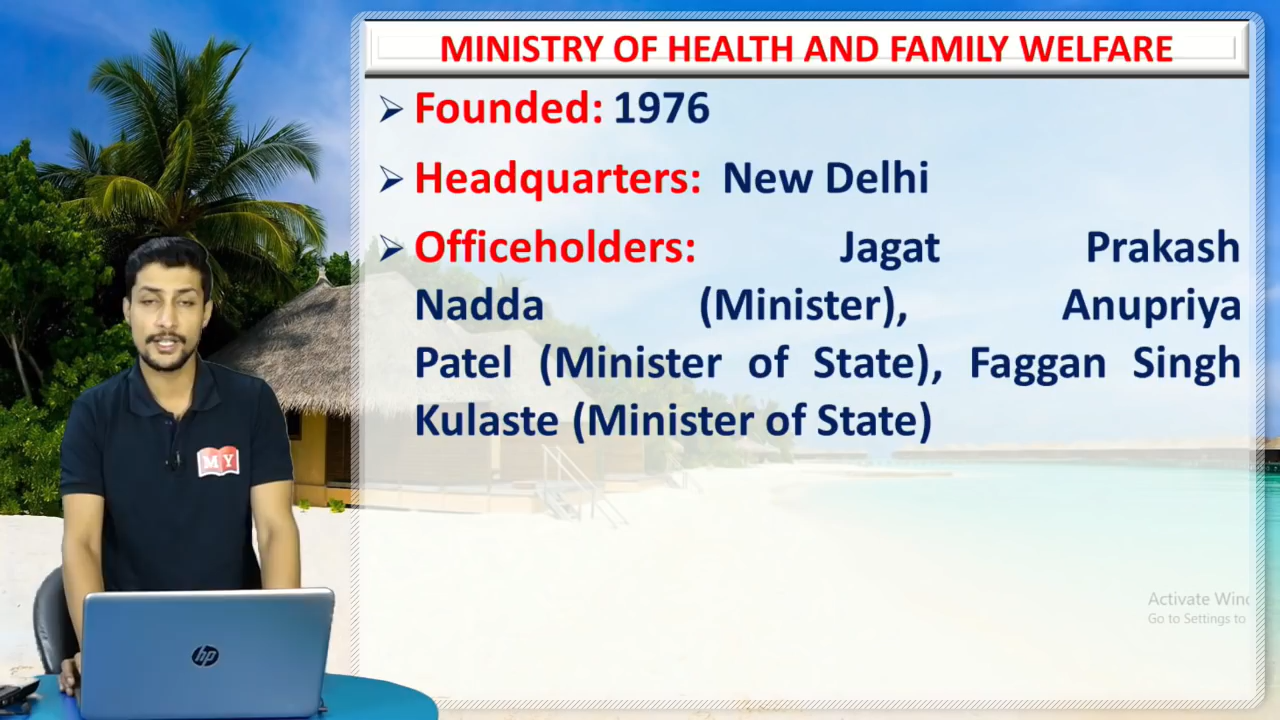 MINISTRY OF HEALTH AND FAMILY WELFARE
➢ Founded: 1976
➢ Headquarters: New Delhi
➢ Officeholders: Jagat Prakash
Nadda (Minister), Anupriya
Patel (Minister of State), Faggan Singh
Kulaste (Minister of State)
MY
hp
Activate Wind
Go to Settings to